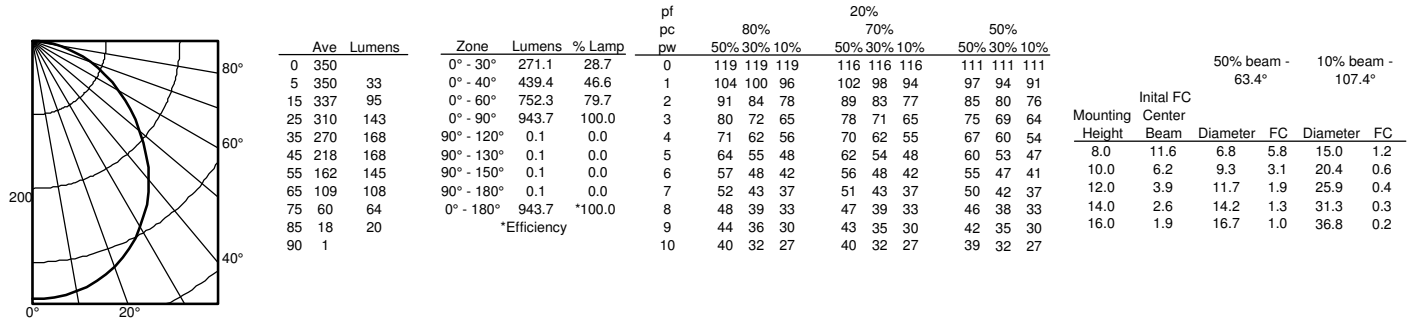 80°
60°
200
40°
0° 20°
Ave Lumens
0 350
5 350 33
15 337 95
25 310 143
35 270 168
45 218 168
55 162 145
65 109 108
75 60 64
85 18 20
90 1
Zone Lumens % Lamp
0° - 30° 271.1 28.7
0° - 40° 439.4 46.6
0° - 60° 752.3 79.7
0° - 90° 943.7 100.0
90° - 120° 0.1 0.0
90° - 130° 0.1 0.0
90° - 150° 0.1 0.0
90° - 180° 0.1 0.0
0° - 180° 943.7 *100.0
*Efficiency
pf 20%
pc 80% 70% 50%
pw 50% 30% 10% 50% 30% 10% 50% 30% 10%
0 119 119 119 116 116 116 111 111 111
1 104 100 96 102 98 94 97 94 91
2 91 84 78 89 83 77 85 80 76
3 80 72 65 78 71 65 75 69 64
4 71 62 56 70 62 55 67 60 54
5 64 55 48 62 54 48 60 53 47
6 57 48 42 56 48 42 55 47 41
7 52 43 37 51 43 37 50 42 37
8 48 39 33 47 39 33 46 38 33
9 44 36 30 43 35 30 42 35 30
10 40 32 27 40 32 27 39 32 27
50% beam - 10% beam -
63.4° 107.4°
Inital FC
Mounting Center
Height Beam Diameter FC Diameter FC
8.0 11.6 6.8 5.8 15.0 1.2
10.0 6.2 9.3 3.1 20.4 0.6
12.0 3.9 11.7 1.9 25.9 0.4
14.0 2.6 14.2 1.3 31.3 0.3
16.0 1.9 16.7 1.0 36.8 0.2